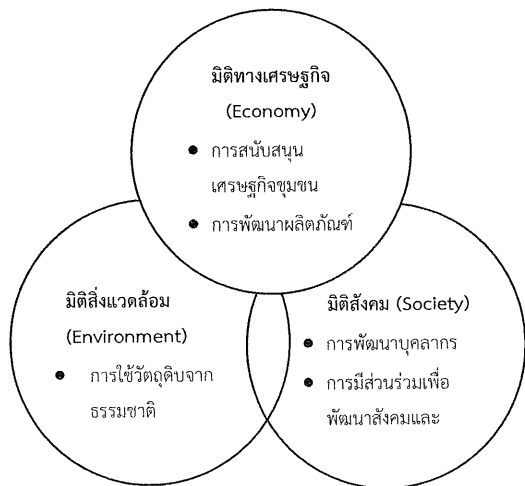 มิติทางเศรษฐกิจ
(Economy)
● การสนับสนุน
เศรษฐกิจชุมชน
● การพัฒนาผลิตภัณฑ์
มิติสิ่งแวดล้อม
(Environment)
● การใช้วัตถุดิบจาก
ธรรมชาติ
มิติสังคม (Society)
● การพัฒนาบุคลากร
● การมีส่วนร่วมเพื่อ
พัฒนาสังคมและ